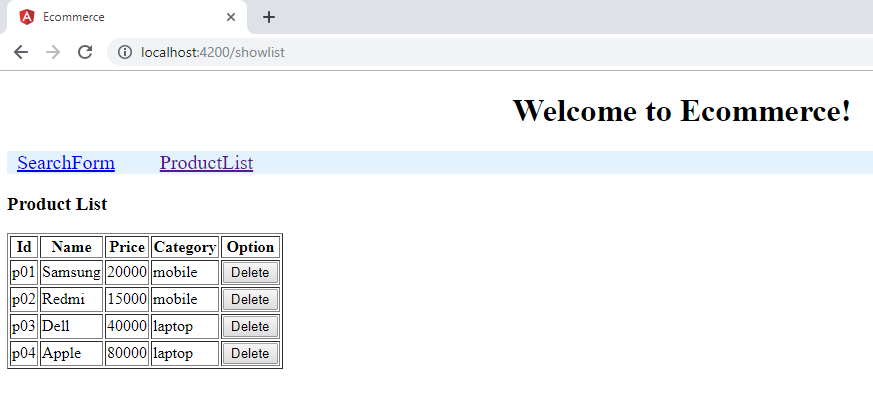 Ecommerce
localhost:4200/showlist
Welcome to Ecommerce!
SearchForm ProductList
Product List
Id Name Price Category Option
p01 Samsung 20000 mobile Delete
p02 Redmi 15000 mobile Delete
p03 Dell 40000 laptop Delete
p04 Apple 80000 laptop Delete